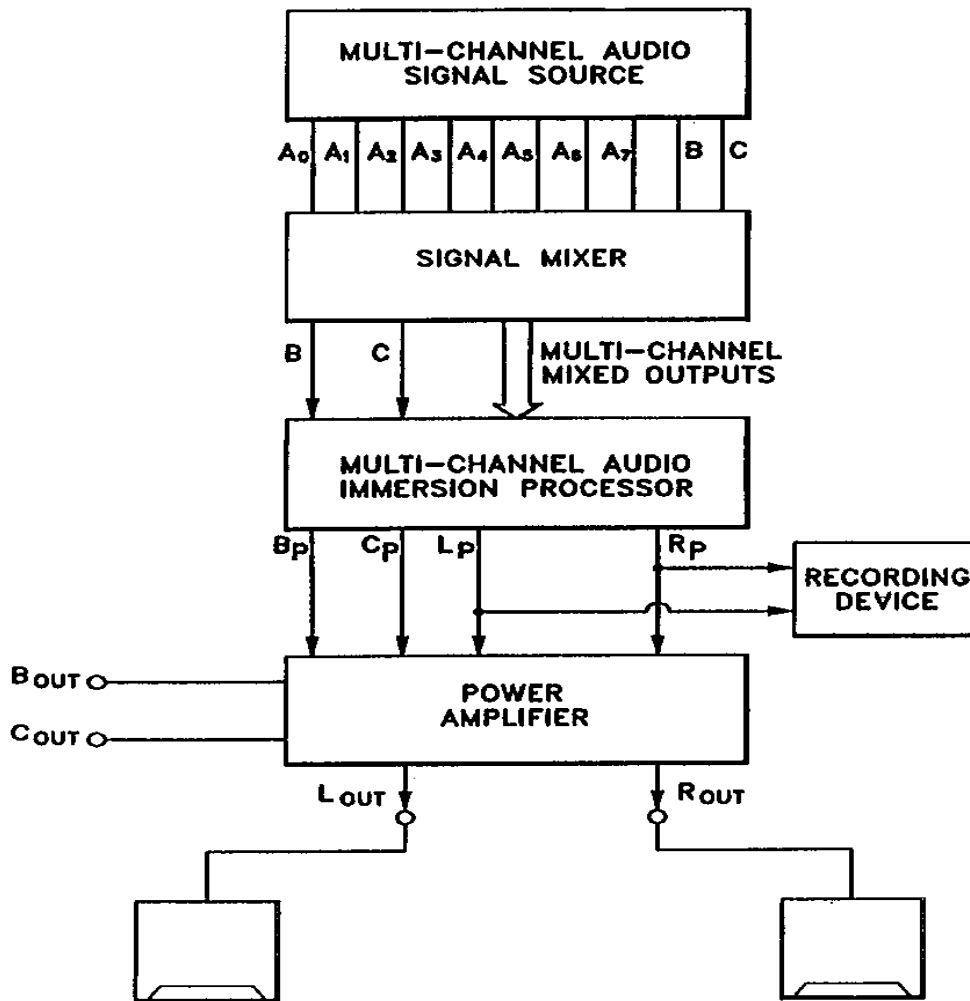 MULTI-CHANNEL AUDIO
SIGNAL SOURCE
A0 A1 A2 A3 A4 A5 A6 A7 B C
SIGNAL MIXER
B C
MULTI-CHANNEL
MIXED OUTPUTS
MULTI-CHANNEL AUDIO
IMMERSION PROCESSOR
BP CP LP RP
RECORDING
DEVICE
BOUT
COUT
POWER
AMPLIFIER
LOUT ROUT